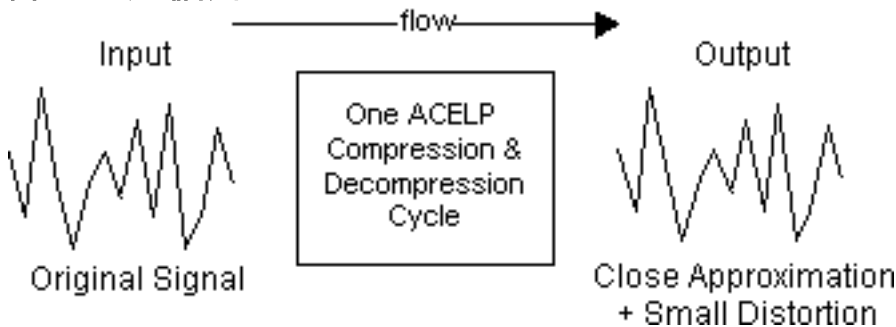 flow
Input
Output
One ACELP
Compression &
Decompression
Cycle
Original Signal
Close Approximation
+ Small Distortion